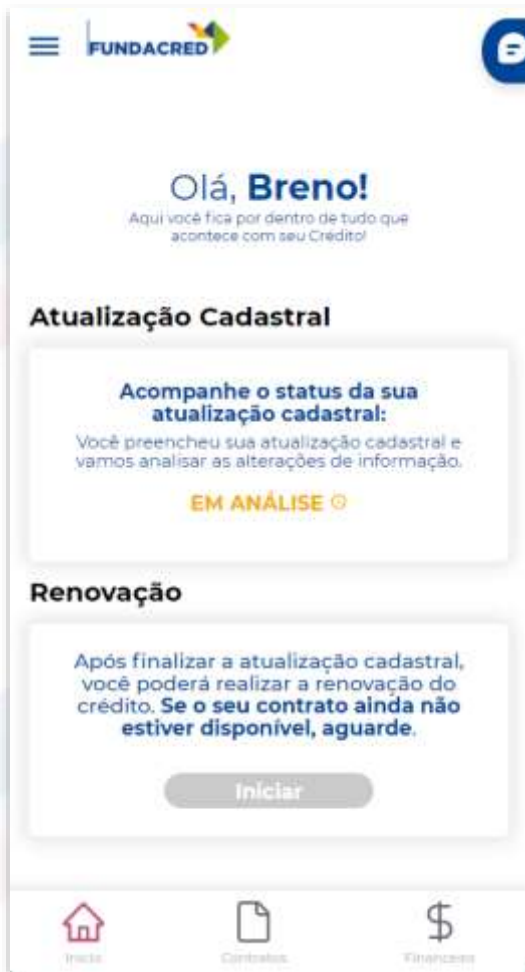 FUNDACRED
Olá, Breno!
Aqui você fica por dentro de tudo que
acontece com seu Crédito!
Atualização Cadastral
Acompanhe o status da sua
atualização cadastral:
Você preencheu sua atualização cadastral e
vamos analisar as alterações de informação.
EM ANÁLISE
Renovação
Após finalizar a atualização cadastral,
você poderá realizar a renovação do
crédito. Se o seu contrato ainda não
estiver disponível, aguarde.
Iniciar
Início Contratos Financeiro